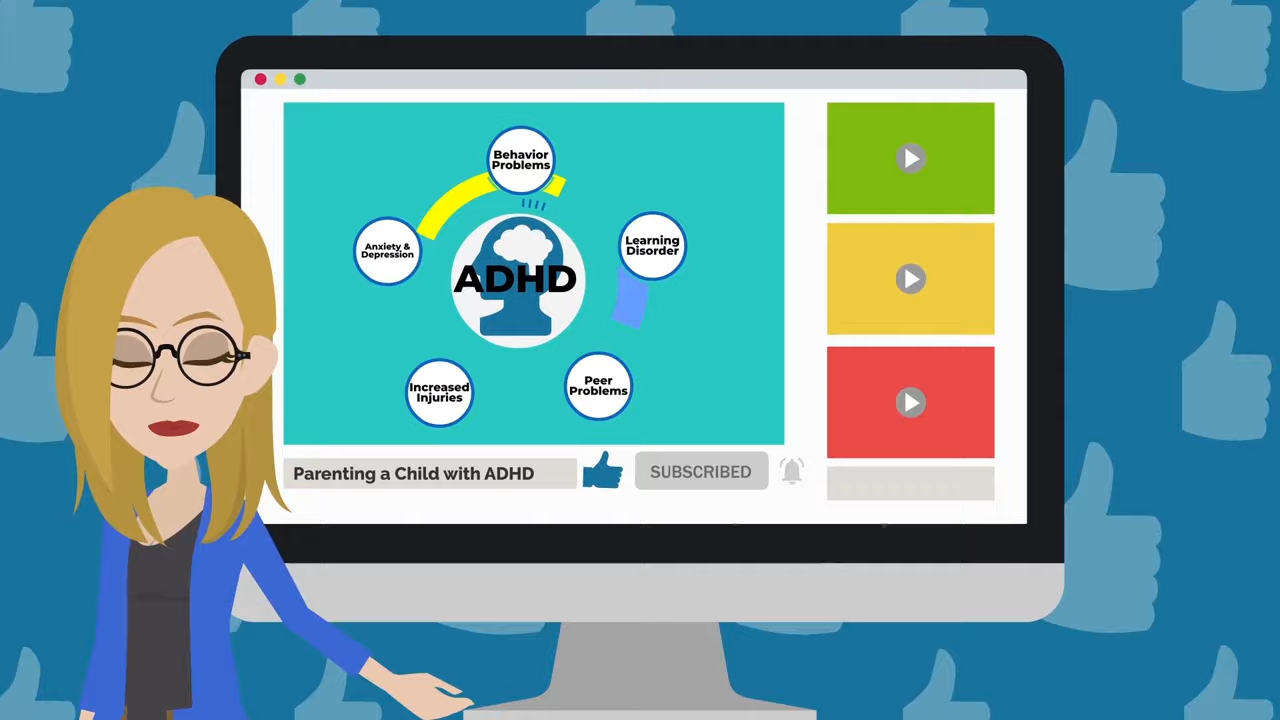 Behavior
Problems
Anxiety &
Depression
Learning
Disorder
ADHD
Increased
Injuries
Peer
Problems
Parenting a Child with ADHD
SUBSCRIBED